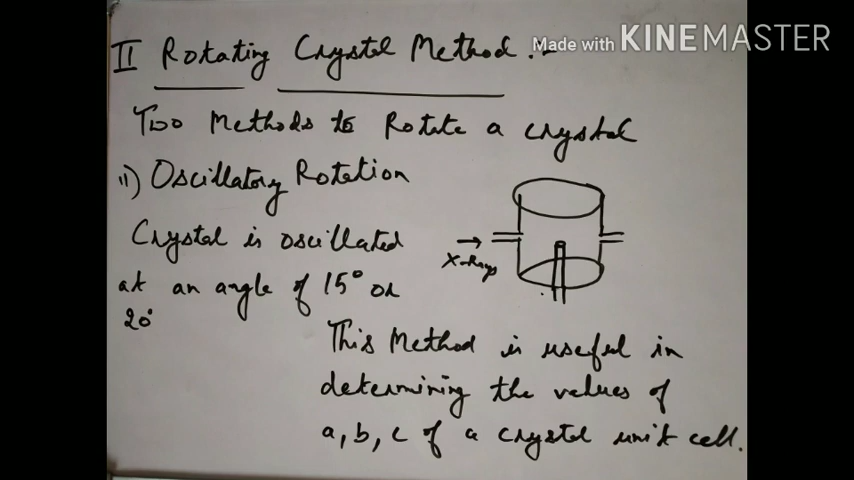 Made with KINEMASTER
II Rotating Crystal Method :-
Two Methods to Rotate a crystal
ii) Oscillatory Rotation
Crystal is oscillated
at an angle of 15° or
20°
X-Rays
This Method is useful in
determining the values of
a, b, c of a crystal unit cell.